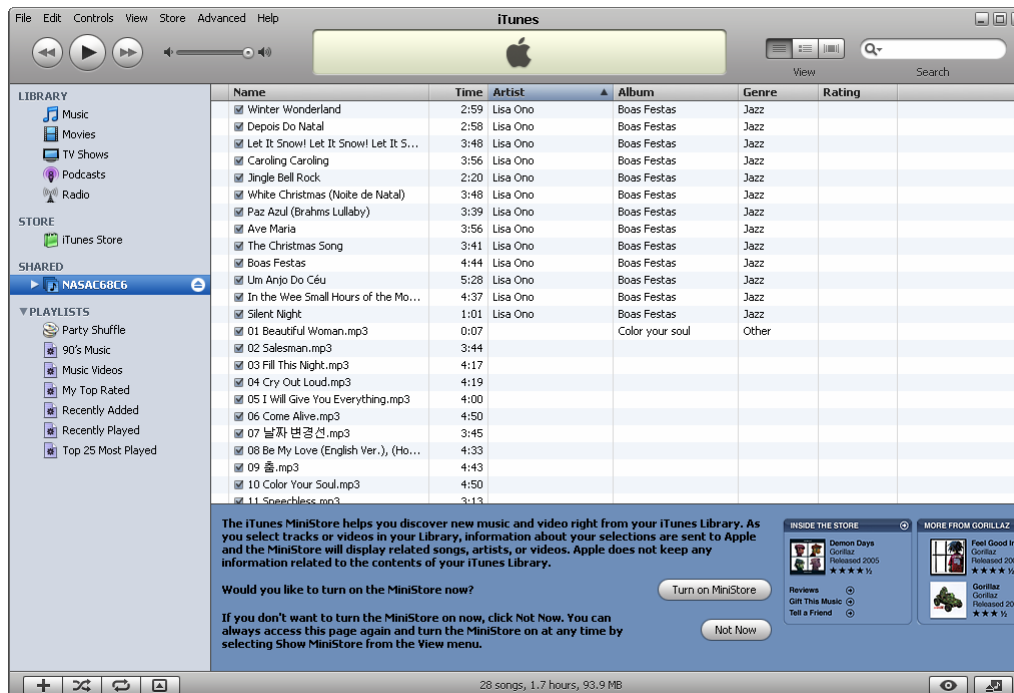 File Edit Controls View Store Advanced Help
iTunes
View
Search
LIBRARY
Music
Movies
TV Shows
Podcasts
Radio
STORE
iTunes Store
SHARED
NASAC68C6
PLAYLISTS
Party Shuffle
90's Music
Music Videos
My Top Rated
Recently Added
Recently Played
Top 25 Most Played
Name Time Artist Album Genre Rating
Winter Wonderland 2:59 Lisa Ono Boas Festas Jazz
Depois Do Natal 2:58 Lisa Ono Boas Festas Jazz
Let It Snow! Let It Snow! Let It S... 3:48 Lisa Ono Boas Festas Jazz
Caroling Caroling 3:56 Lisa Ono Boas Festas Jazz
Jingle Bell Rock 2:20 Lisa Ono Boas Festas Jazz
White Christmas (Noite de Natal) 3:48 Lisa Ono Boas Festas Jazz
Paz Azul (Brahms Lullaby) 3:39 Lisa Ono Boas Festas Jazz
Ave Maria 3:56 Lisa Ono Boas Festas Jazz
The Christmas Song 3:41 Lisa Ono Boas Festas Jazz
Boas Festas 4:44 Lisa Ono Boas Festas Jazz
Um Anjo Do Céu 5:28 Lisa Ono Boas Festas Jazz
In the Wee Small Hours of the Mo... 4:37 Lisa Ono Boas Festas Jazz
Silent Night 1:01 Lisa Ono Boas Festas Jazz
01 Beautiful Woman.mp3 0:07 Color your soul Other
02 Salesman.mp3 3:44
03 Fill This Night.mp3 4:17
04 Cry Out Loud.mp3 4:19
05 I Will Give You Everything.mp3 4:00
06 Come Alive.mp3 4:50
07 날짜 변경선.mp3 3:45
08 Be My Love (English Ver.), (Ho... 4:33
09 춤.mp3 4:43
10 Color Your Soul.mp3 4:50
11 Speechless.mp3 3:13
The iTunes MiniStore helps you discover new music and video right from your iTunes Library. As
you select tracks or videos in your Library, information about your selections are sent to Apple
and the MiniStore will display related songs, artists, or videos. Apple does not keep any
information related to the contents of your iTunes Library.
Would you like to turn on the MiniStore now?
Turn on MiniStore
If you don't want to turn the MiniStore on now, click Not Now. You can
always access this page again and turn the MiniStore on at any time by
selecting Show MiniStore from the View menu.
Not Now
INSIDE THE STORE
Demon Days
Gorillaz
Released 2005
Reviews
Gift This Music
Tell a Friend
MORE FROM GORILLAZ
Feel Good In
Gorillaz
Released 200
Gorillaz
Gorillaz
Released 20
28 songs, 1.7 hours, 93.9 MB